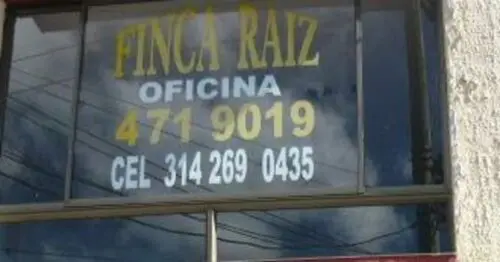 FINCA RAIZ
OFICINA
471 9019
CEL 314 269 0435